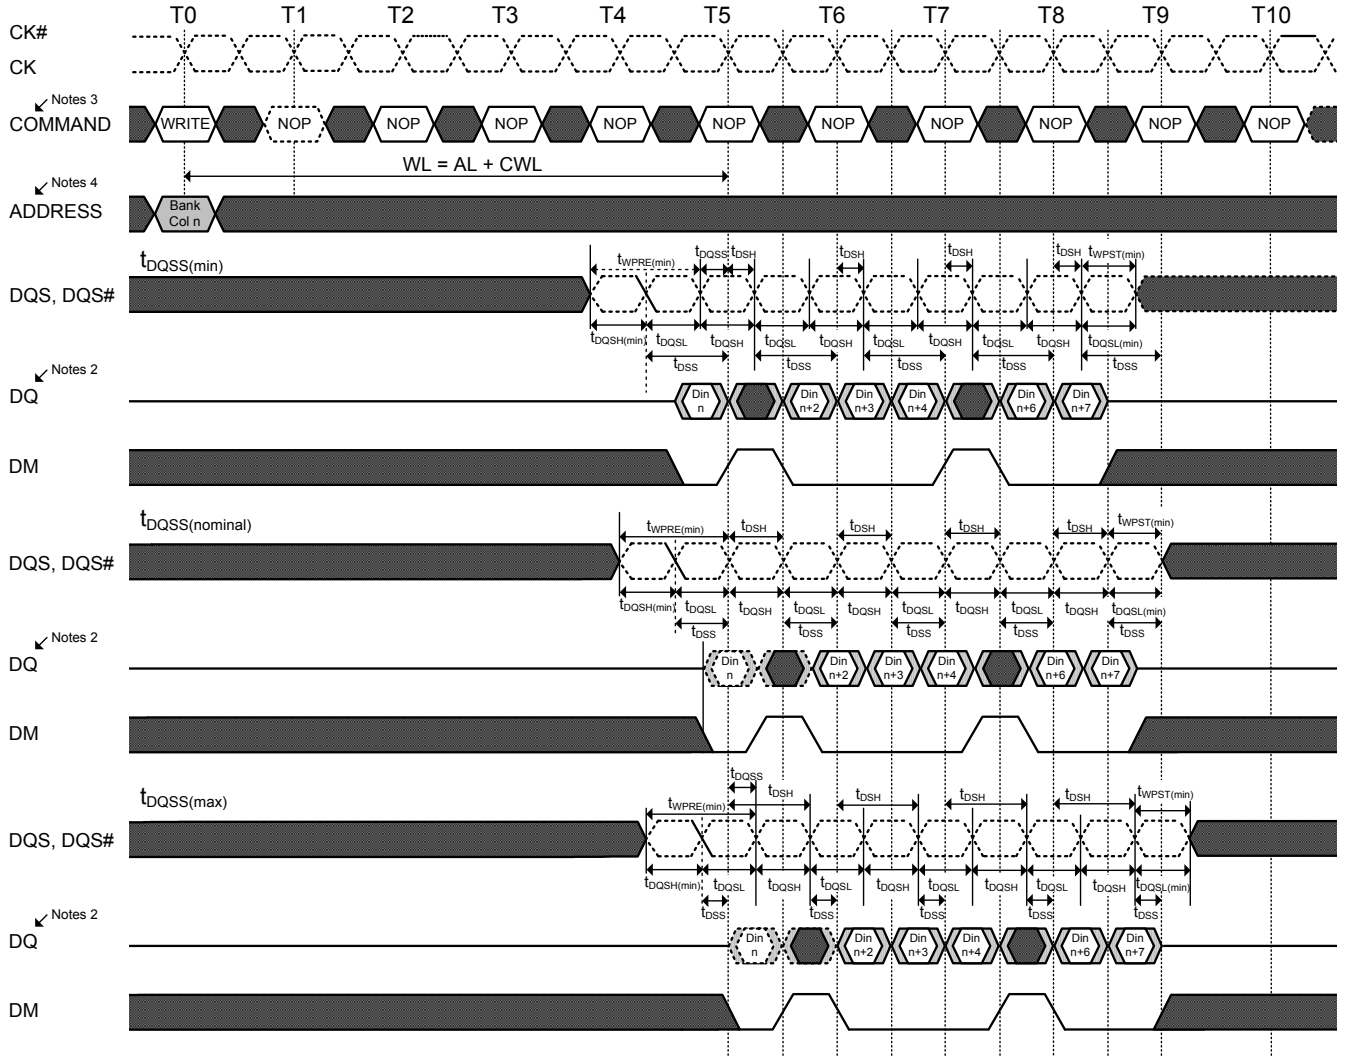 T0 T1 T2 T3 T4 T5 T6 T7 T8 T9 T10
CK#
CK
Notes 3
COMMAND WRITE NOP NOP NOP NOP NOP NOP NOP NOP NOP NOP
WL = AL + CWL
Notes 4
ADDRESS Bank Col n
tDQSS(min) tWPRE(min) tDQSS tDSH tDSH tDSH tDSH tWPST(min)
DQS, DQS#
tDQSH(min) tDQSL tDQSH tDQSL tDQSH tDQSL tDQSH tDQSL tDQSH tDQSL(min)
tDSS tDSS tDSS tDSS tDSS
Notes 2
DQ Din n Din n+2 Din n+3 Din n+4 Din n+6 Din n+7
DM
tDQSS(nominal) tWPRE(min) tDSH tDSH tDSH tDSH tWPST(min)
DQS, DQS#
tDQSH(min) tDQSL tDQSH tDQSL tDQSH tDQSL tDQSH tDQSL tDQSH tDQSL(min)
tDSS tDSS tDSS tDSS tDSS
Notes 2
DQ Din n Din n+2 Din n+3 Din n+4 Din n+6 Din n+7
DM
tDQSS
tDQSS(max) tWPRE(min) tDSH tDSH tDSH tDSH tWPST(min)
DQS, DQS#
tDQSH(min) tDQSL tDQSH tDQSL tDQSH tDQSL tDQSH tDQSL tDQSH tDQSL(min)
tDSS tDSS tDSS tDSS tDSS
Notes 2
DQ Din n Din n+2 Din n+3 Din n+4 Din n+6 Din n+7
DM